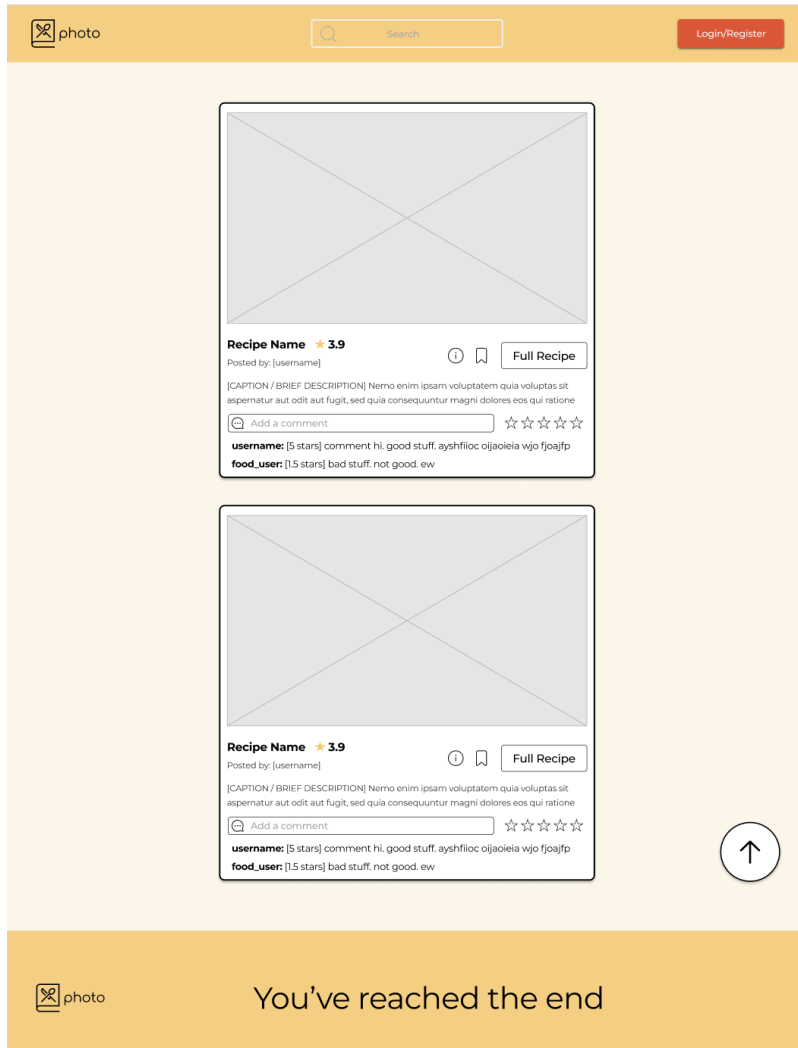 photo
Search
Login/Register
Recipe Name ★ 3.9
Posted by: [username]
Full Recipe
[CAPTION / BRIEF DESCRIPTION] Nemo enim ipsam voluptatem quia voluptas sit
aspernatur aut odit aut fugit, sed quia consequuntur magni dolores eos qui ratione
Add a comment
username: [5 stars] comment hi. good stuff. ayshfiioc oijaoieia wjo fjoajfp
food_user: [1.5 stars] bad stuff. not good. ew
Recipe Name ★ 3.9
Posted by: [username]
Full Recipe
[CAPTION / BRIEF DESCRIPTION] Nemo enim ipsam voluptatem quia voluptas sit
aspernatur aut odit aut fugit, sed quia consequuntur magni dolores eos qui ratione
Add a comment
username: [5 stars] comment hi. good stuff. ayshfiioc oijaoieia wjo fjoajfp
food_user: [1.5 stars] bad stuff. not good. ew
photo
You've reached the end